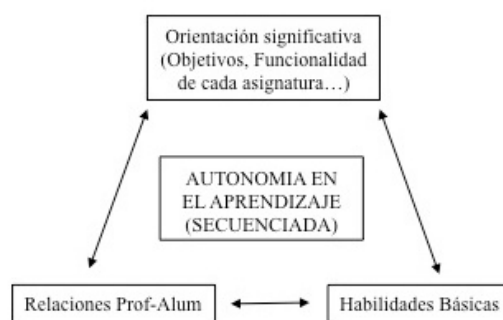 Orientación significativa
(Objetivos, Funcionalidad
de cada asignatura…)
AUTONOMIA EN
EL APRENDIZAJE
(SECUENCIADA)
Relaciones Prof-Alum
Habilidades Básicas